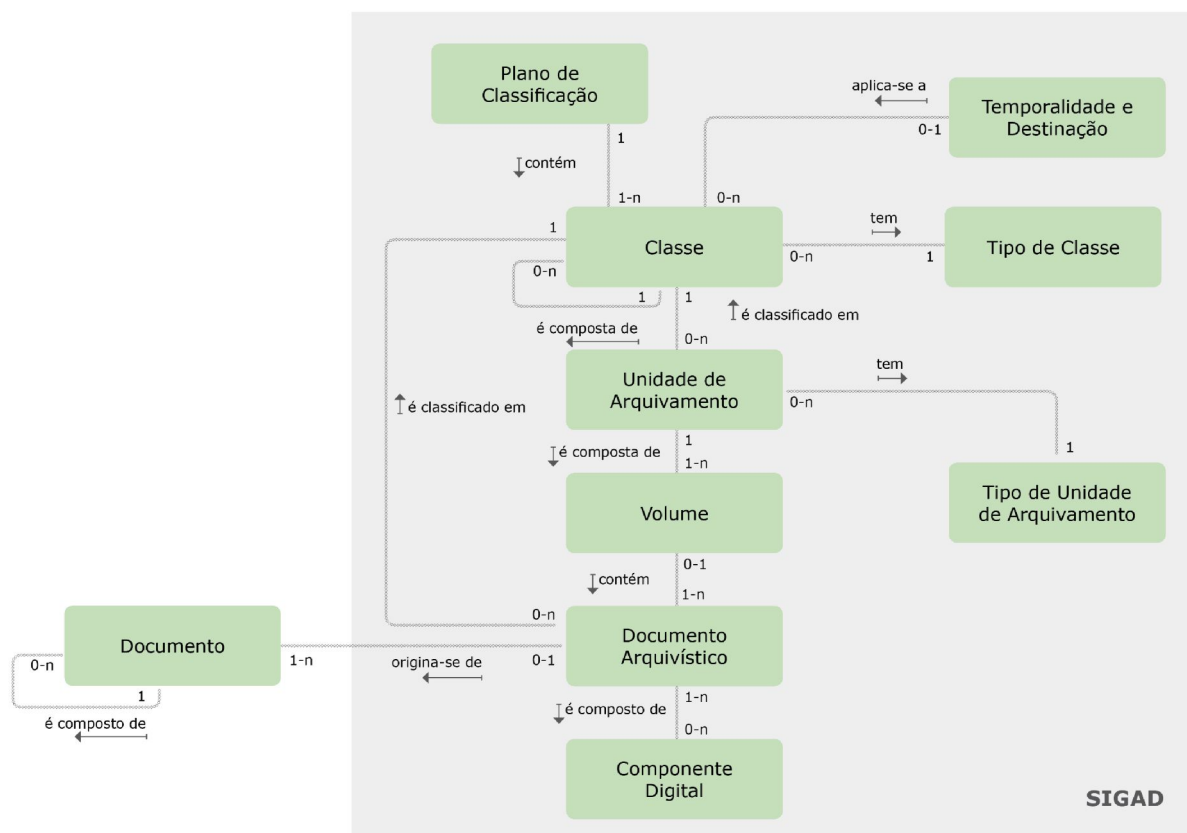 Plano de
Classificação
aplica-se a
Temporalidade e
Destinação
0-1
1
contém
1-n
0-n
1
tem
Classe
Tipo de Classe
0-n
0-n
1
1
1
é classificado em
é composta de
0-n
tem
Unidade de
Arquivamento
0-n
é classificado em
1
1
é composta de
1-n
Tipo de Unidade
de Arquivamento
Volume
0-1
contém
1-n
0-n
Documento
Documento
Arquivístico
0-n
1-n
origina-se de
0-1
1
1-n
é composto de
é composto de
0-n
Componente
Digital
SIGAD